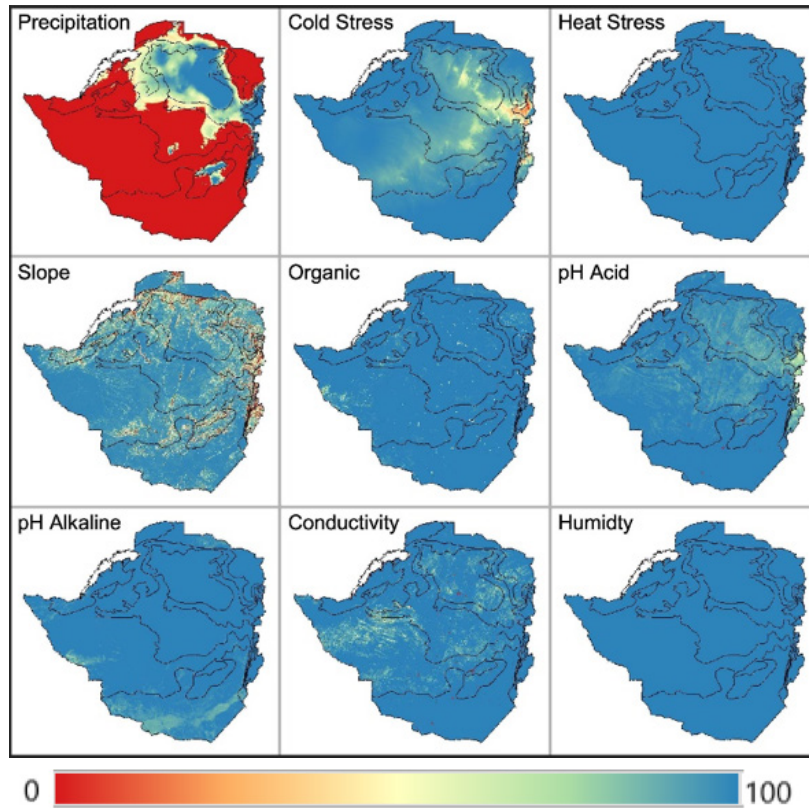 Precipitation
Cold Stress
Heat Stress
Slope
Organic
pH Acid
pH Alkaline
Conductivity
Humidty
0
100